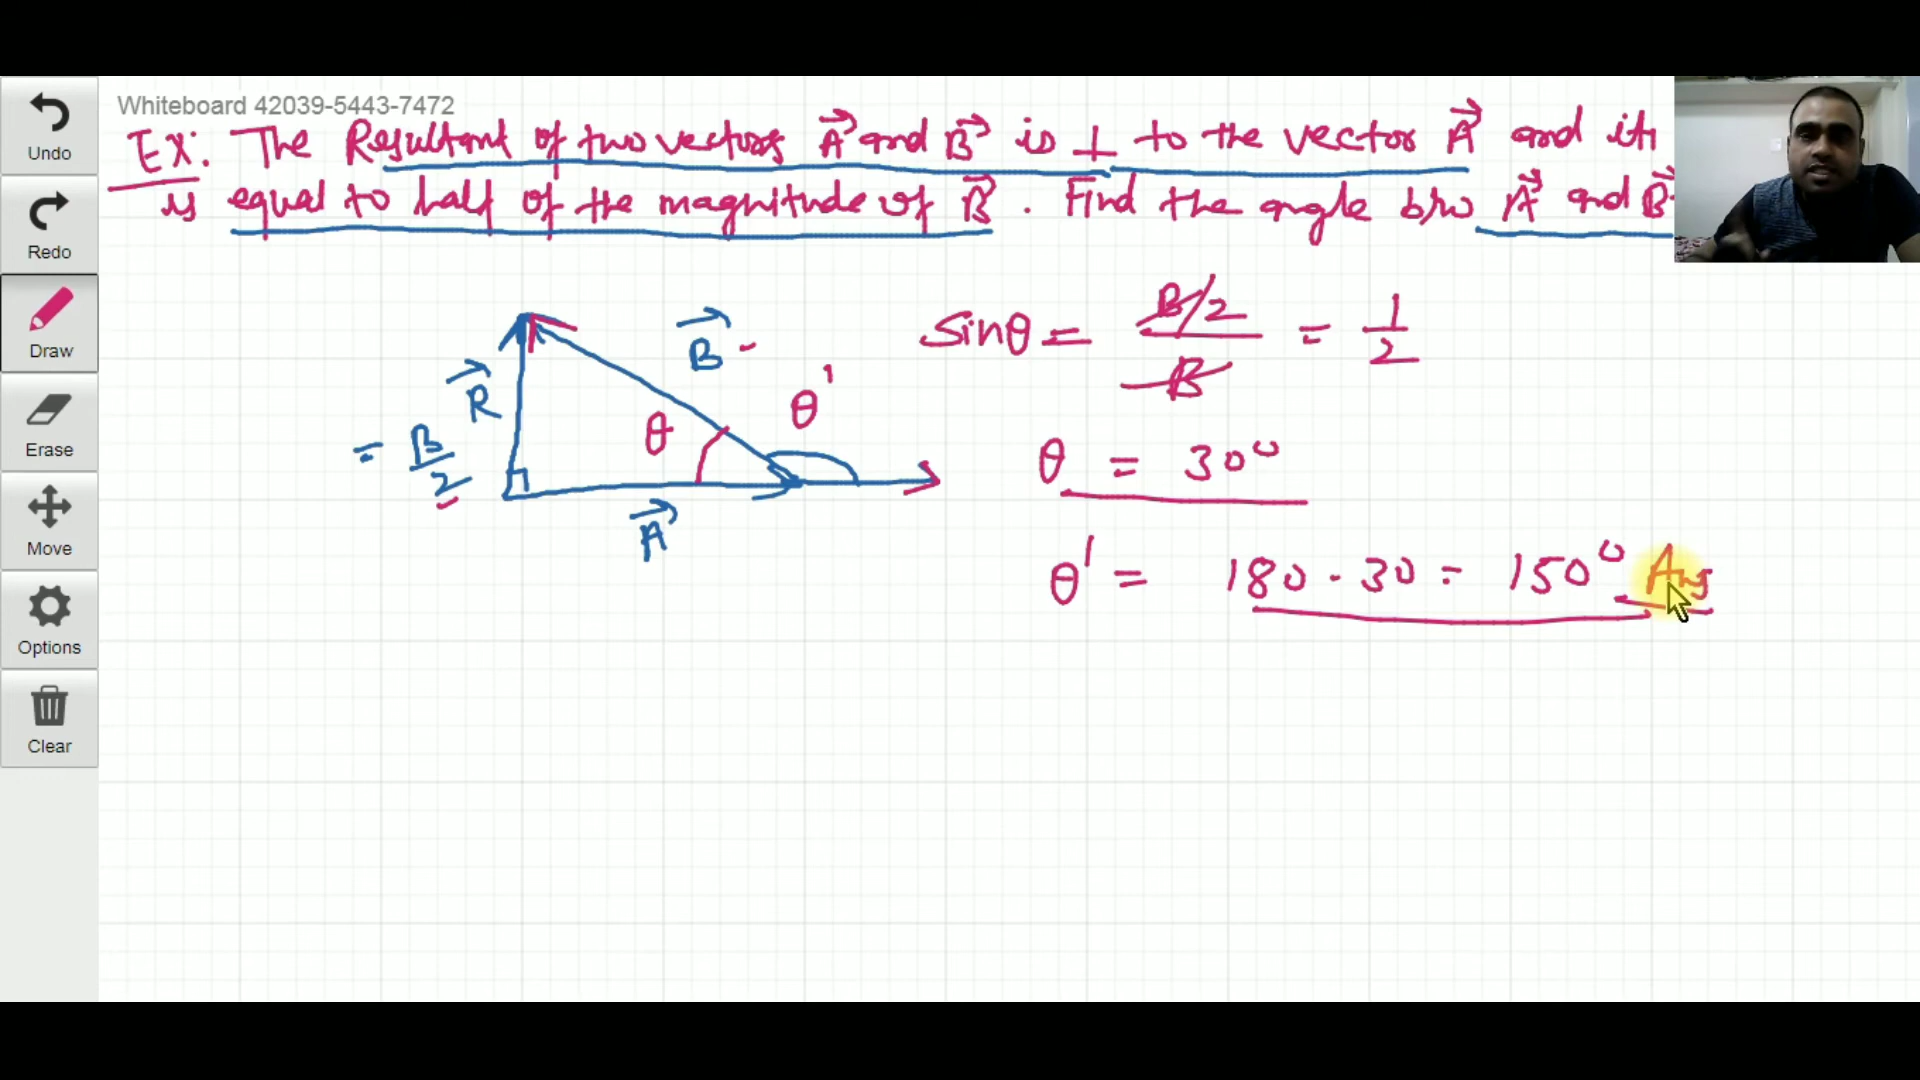 Whiteboard 42039-5443-7472
Ex: The Resultant of two vectors A⃗ and B⃗ is ⊥ to the vector A⃗ and its
is equal to half of the magnitude of B⃗. Find the angle b/w A⃗ and B⃗
Undo
Redo
Draw
Erase
Move
Options
Clear
B⃗
R⃗
= B/2
θ
θ'
A⃗
sinθ = B/2 / B = 1/2
θ = 30°
θ' = 180 - 30 = 150° Ans